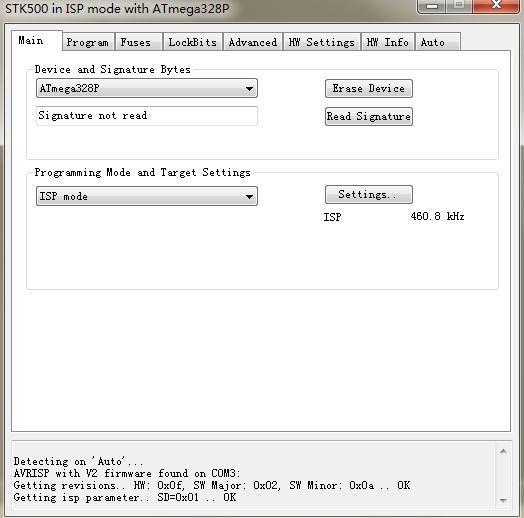 STK500 in ISP mode with ATmega328P
Main Program Fuses LockBits Advanced HW Settings HW Info Auto
Device and Signature Bytes
ATmega328P Erase Device
Signature not read Read Signature
Programming Mode and Target Settings
ISP mode Settings..
ISP 460.8 kHz
Detecting on 'Auto'...
AVRISP with V2 firmware found on COM3:
Getting revisions.. HW: 0x0f, SW Major: 0x02, SW Minor: 0x0a .. OK
Getting isp parameter.. SD=0x01 .. OK